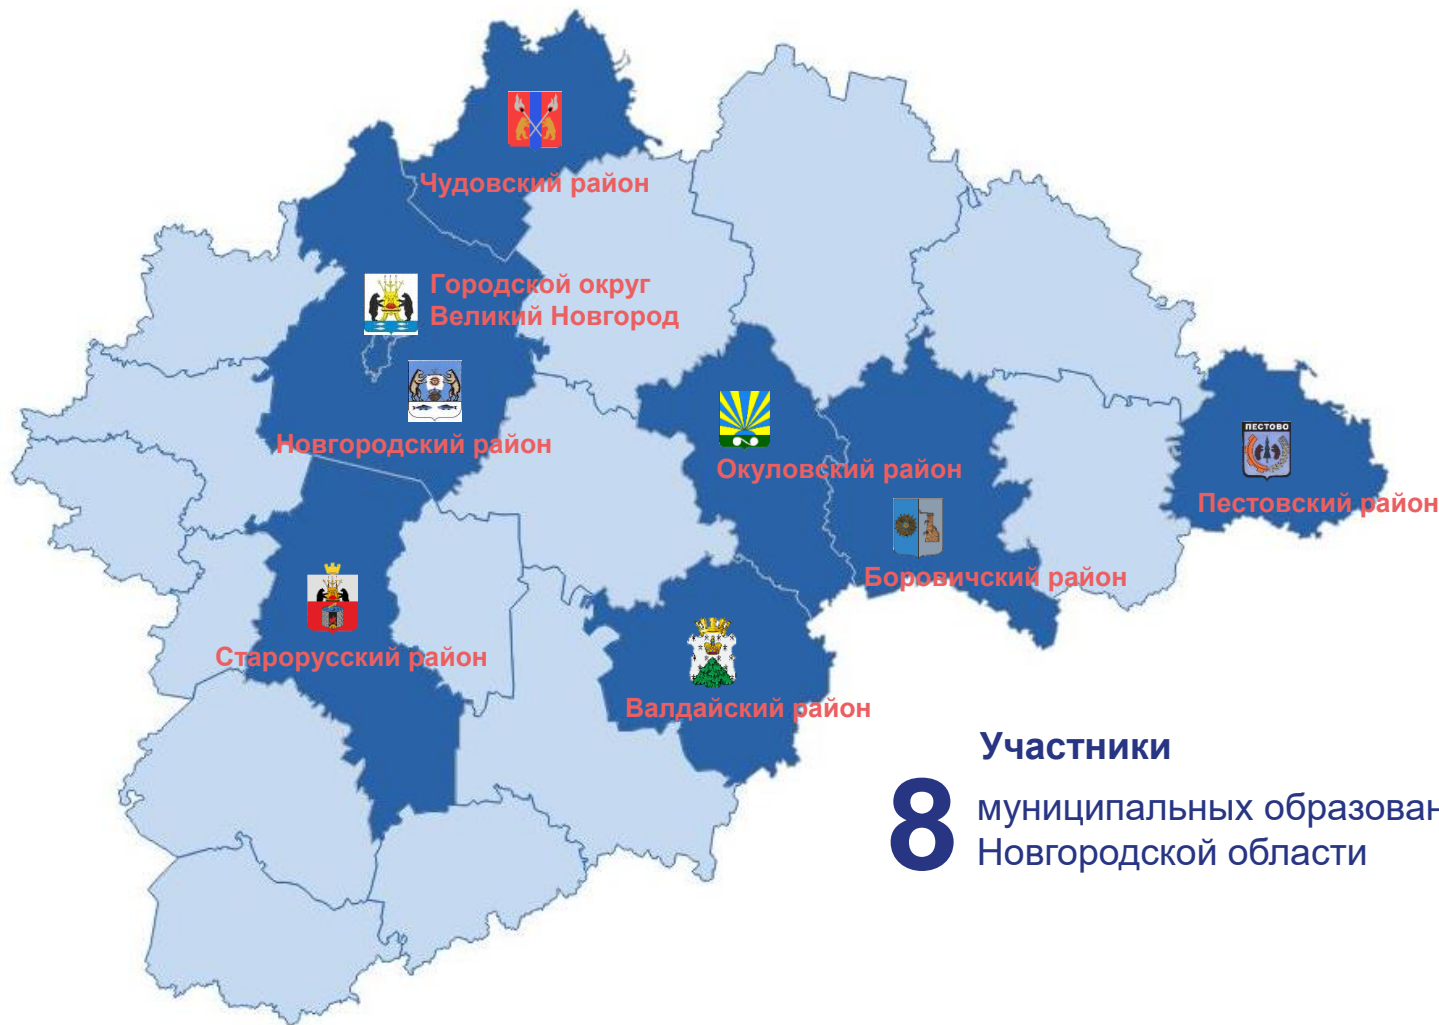 Чудовский район
Городской округ
Великий Новгород
Новгородский район
Окуловский район
ПЕСТОВО
Пестовский район
Боровичский район
Старорусский район
Валдайский район
Участники
8 муниципальных образован
Новгородской области